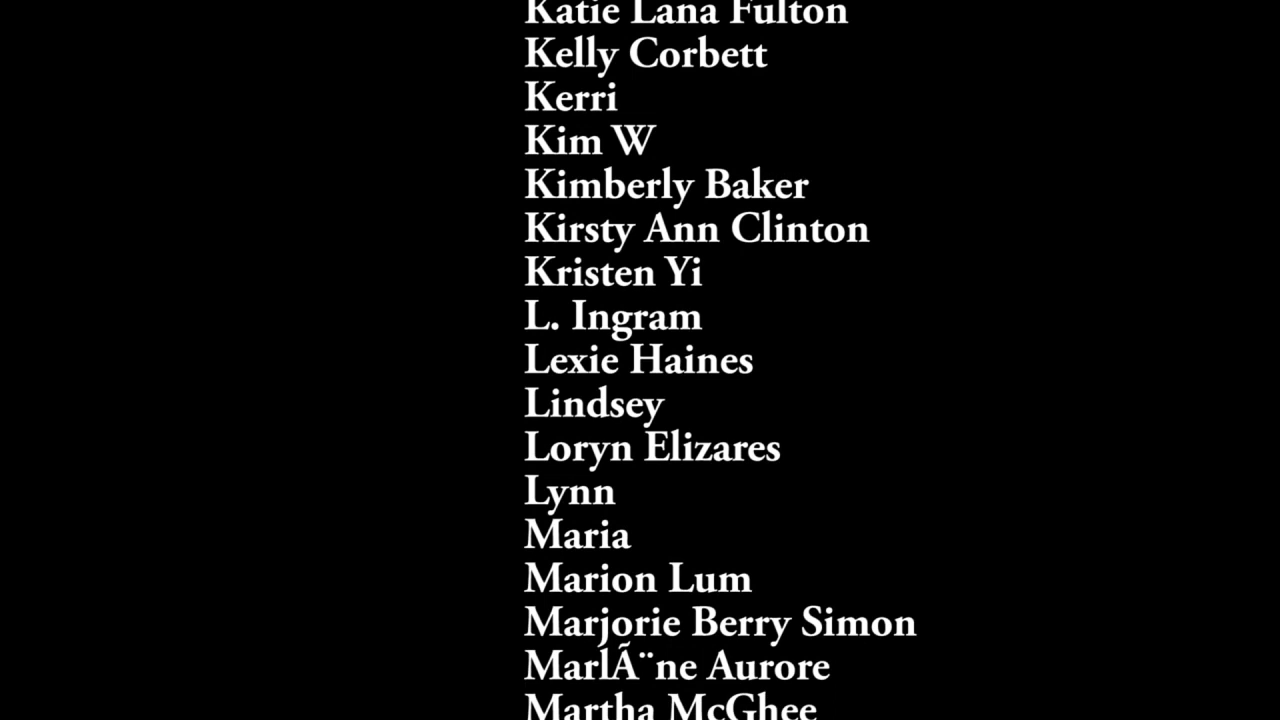 Katie Lana Fulton
Kelly Corbett
Kerri
Kim W
Kimberly Baker
Kirsty Ann Clinton
Kristen Yi
L. Ingram
Lexie Haines
Lindsey
Loryn Elizares
Lynn
Maria
Marion Lum
Marjorie Berry Simon
MarlÃ¨ne Aurore
Martha McGhee